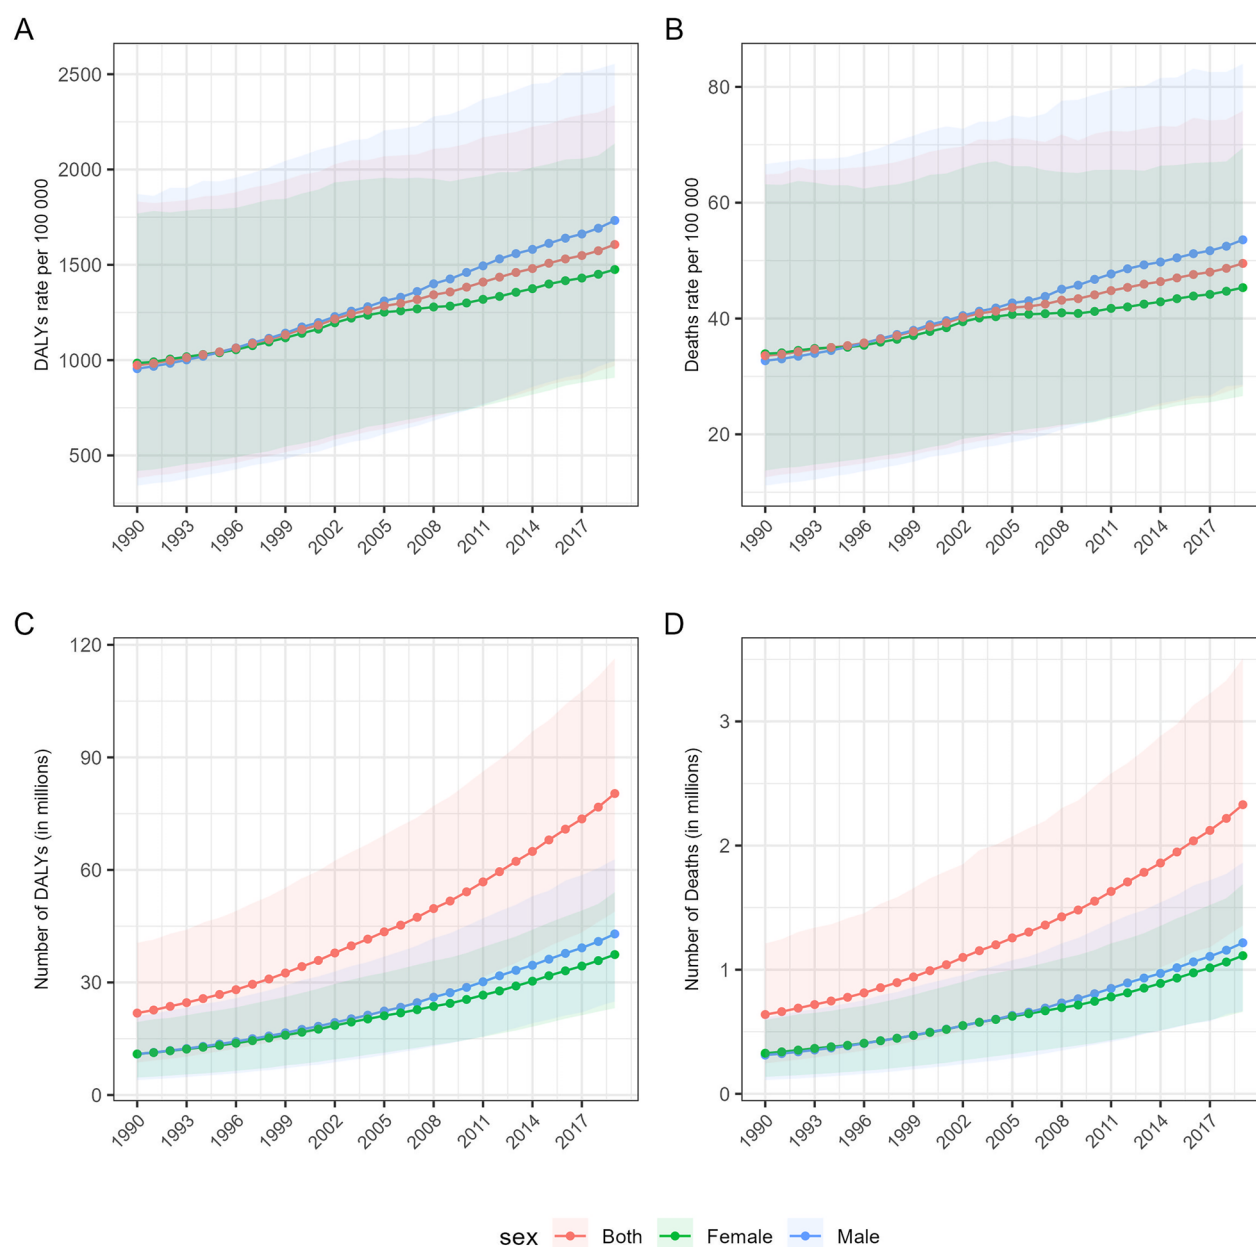 A
DALYs rate per 100 000
2500
2000
1500
1000
500
1990 1993 1996 1999 2002 2005 2008 2011 2014 2017
B
Deaths rate per 100 000
80
60
40
20
1990 1993 1996 1999 2002 2005 2008 2011 2014 2017
C
Number of DALYs (in millions)
120
90
60
30
0
1990 1993 1996 1999 2002 2005 2008 2011 2014 2017
D
Number of Deaths (in millions)
3
2
1
0
1990 1993 1996 1999 2002 2005 2008 2011 2014 2017
sex Both Female Male